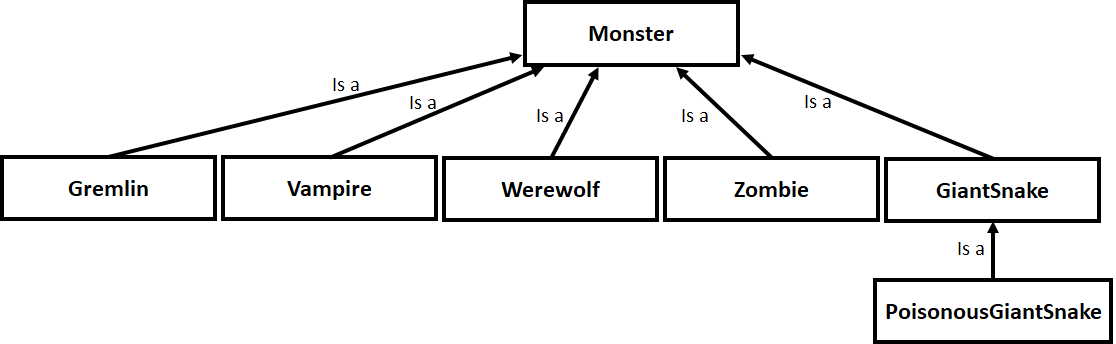 Monster
Is a
Is a
Is a
Is a
Is a
Gremlin
Vampire
Werewolf
Zombie
GiantSnake
Is a
PoisonousGiantSnake